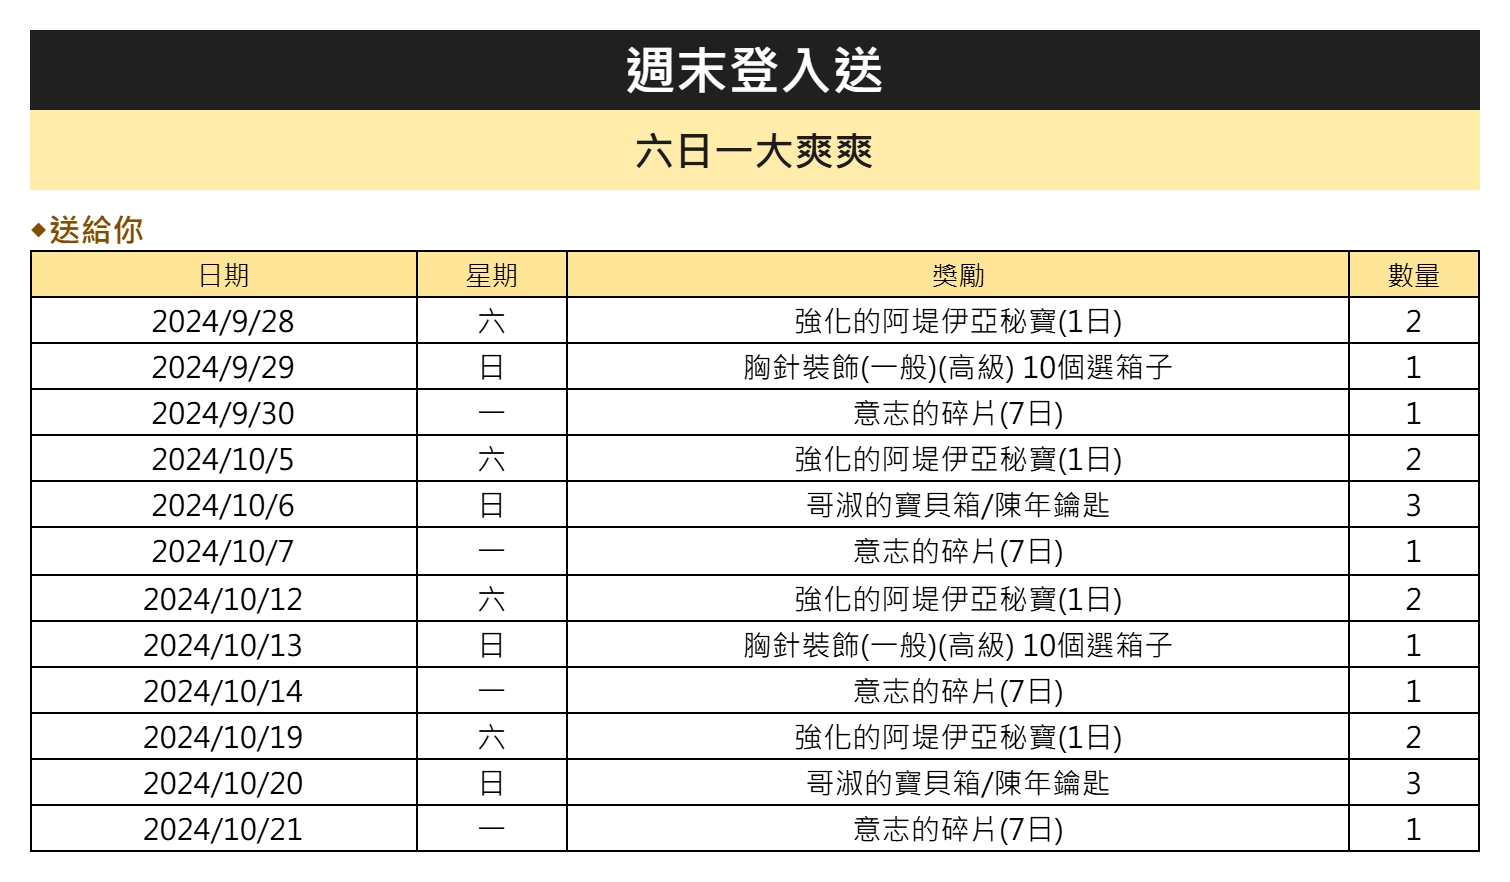 週末登入送
六日一大爽爽
◆送給你
日期 星期 獎勵 數量
2024/9/28 六 強化的阿堤伊亞秘寶(1日) 2
2024/9/29 日 胸針裝飾(一般)(高級) 10個選箱子 1
2024/9/30 一 意志的碎片(7日) 1
2024/10/5 六 強化的阿堤伊亞秘寶(1日) 2
2024/10/6 日 哥淑的寶貝箱/陳年鑰匙 3
2024/10/7 一 意志的碎片(7日) 1
2024/10/12 六 強化的阿堤伊亞秘寶(1日) 2
2024/10/13 日 胸針裝飾(一般)(高級) 10個選箱子 1
2024/10/14 一 意志的碎片(7日) 1
2024/10/19 六 強化的阿堤伊亞秘寶(1日) 2
2024/10/20 日 哥淑的寶貝箱/陳年鑰匙 3
2024/10/21 一 意志的碎片(7日) 1